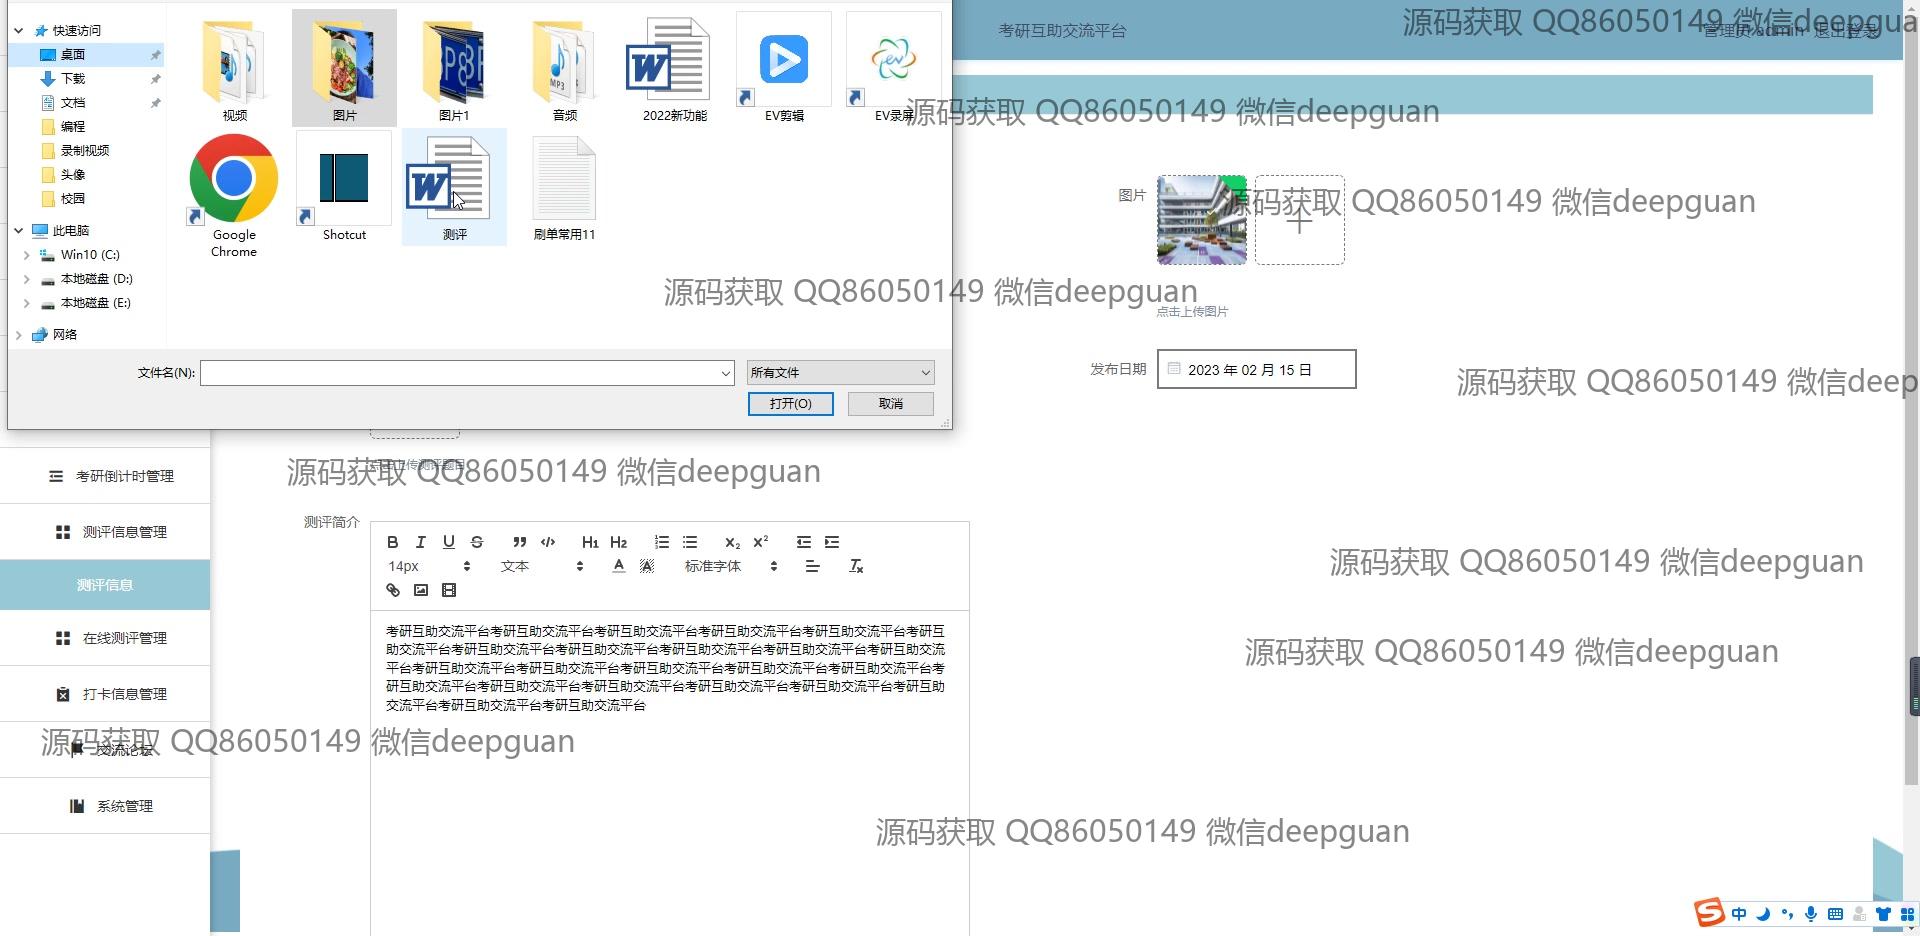 快速访问
桌面
下载
文档
编程
录制视频
头像
校园
此电脑
Win10 (C:)
本地磁盘 (D:)
本地磁盘 (E:)
网络
视频
图片
图片1
音频
2022新功能
EV剪辑
EV录屏
Google Chrome
Shotcut
测评
刷单常用11
文件名(N):
所有文件
打开(O)
取消
考研互助交流平台
管理员 admin
退出登录
源码获取 QQ86050149 微信deepgua
源码获取 QQ86050149 微信deepguan
图片
源码获取 QQ86050149 微信deepguan
源码获取 QQ86050149 微信deepguan
点击上传图片
发布日期
2023 年 02 月 15 日
源码获取 QQ86050149 微信deep
点击上传测评题目
源码获取 QQ86050149 微信deepguan
考研倒计时管理
测评信息管理
测评信息
在线测评管理
打卡信息管理
交流论坛
系统管理
测评简介
B I U S H1 H2 X2 X2
14px 文本 A A 标准字体 Tx
考研互助交流平台考研互助交流平台考研互助交流平台考研互助交流平台考研互助交流平台考研互
助交流平台考研互助交流平台考研互助交流平台考研互助交流平台考研互助交流平台考研互助交流
平台考研互助交流平台考研互助交流平台考研互助交流平台考研互助交流平台考研互助交流平台考
研互助交流平台考研互助交流平台考研互助交流平台考研互助交流平台考研互助交流平台考研互助
交流平台考研互助交流平台考研互助交流平台
源码获取 QQ86050149 微信deepguan
源码获取 QQ86050149 微信deepguan
源码获取 QQ86050149 微信deepguan
源码获取 QQ86050149 微信deepguan
中